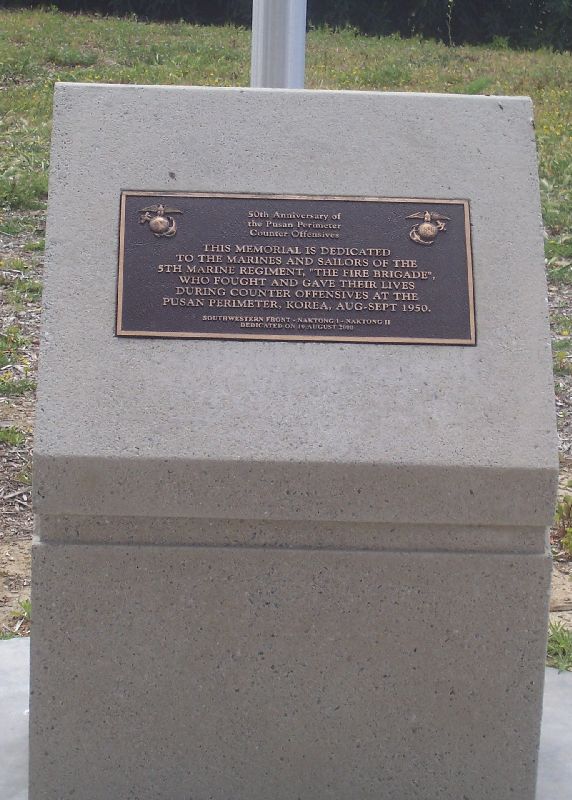 50th Anniversary of
the Pusan Perimeter
Counter Offensives
THIS MEMORIAL IS DEDICATED
TO THE MARINES AND SAILORS OF THE
5TH MARINE REGIMENT, "THE FIRE BRIGADE",
WHO FOUGHT AND GAVE THEIR LIVES
DURING COUNTER OFFENSIVES AT THE
PUSAN PERIMETER, KOREA, AUG-SEPT 1950.
SOUTHWESTERN FRONT - NAKTONG I - NAKTONG II
DEDICATED ON AUGUST 2000